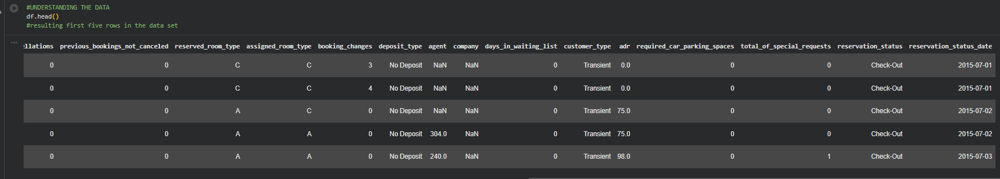 #UNDERSTANDING THE DATA
df.head()
#resulting first five rows in the data set
ellations previous_bookings_not_canceled reserved_room_type assigned_room_type booking_changes deposit_type agent company days_in_waiting_list customer_type adr required_car_parking_spaces total_of_special_requests reservation_status reservation_status_date
0 0 C C 3 No Deposit NaN NaN 0 Transient 0.0 0 0 Check-Out 2015-07-01
0 0 C C 4 No Deposit NaN NaN 0 Transient 0.0 0 0 Check-Out 2015-07-01
0 0 A C 0 No Deposit NaN NaN 0 Transient 75.0 0 0 Check-Out 2015-07-02
0 0 A A 0 No Deposit 304.0 NaN 0 Transient 75.0 0 0 Check-Out 2015-07-02
0 0 A A 0 No Deposit 240.0 NaN 0 Transient 98.0 0 1 Check-Out 2015-07-03